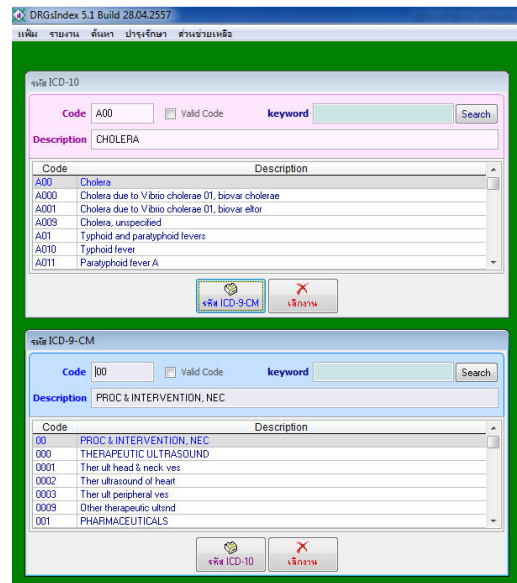 DRGsIndex 5.1 Build 28.04.2557
แฟ้ม รายงาน ค้นหา บำรุงรักษา ส่วนช่วยเหลือ
รหัส ICD-10
Code A00 Valid Code keyword Search
Description CHOLERA
Code Description
A00 Cholera
A000 Cholera due to Vibrio cholerae 01, biovar cholerae
A001 Cholera due to Vibrio cholerae 01, biovar eltor
A009 Cholera, unspecified
A01 Typhoid and paratyphoid fevers
A010 Typhoid fever
A011 Paratyphoid fever A
รหัส ICD-9-CM เลิกงาน
รหัส ICD-9-CM
Code 00 Valid Code keyword Search
Description PROC & INTERVENTION, NEC
Code Description
00 PROC & INTERVENTION, NEC
000 THERAPEUTIC ULTRASOUND
0001 Ther ult head & neck ves
0002 Ther ultrasound of heart
0003 Ther ult peripheral ves
0009 Other therapeutic ultsnd
001 PHARMACEUTICALS
รหัส ICD-10 เลิกงาน